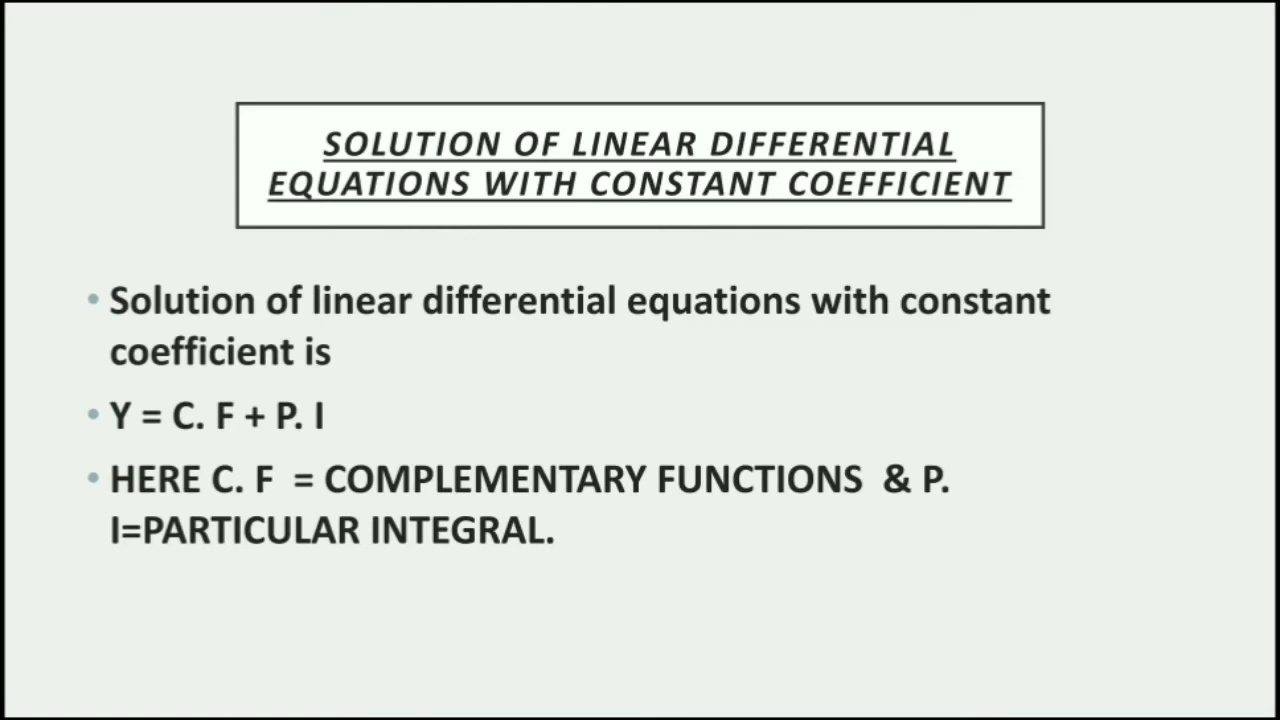 SOLUTION OF LINEAR DIFFERENTIAL
EQUATIONS WITH CONSTANT COEFFICIENT
• Solution of linear differential equations with constant
coefficient is
• Y = C. F + P. I
• HERE C. F = COMPLEMENTARY FUNCTIONS & P.
I=PARTICULAR INTEGRAL.